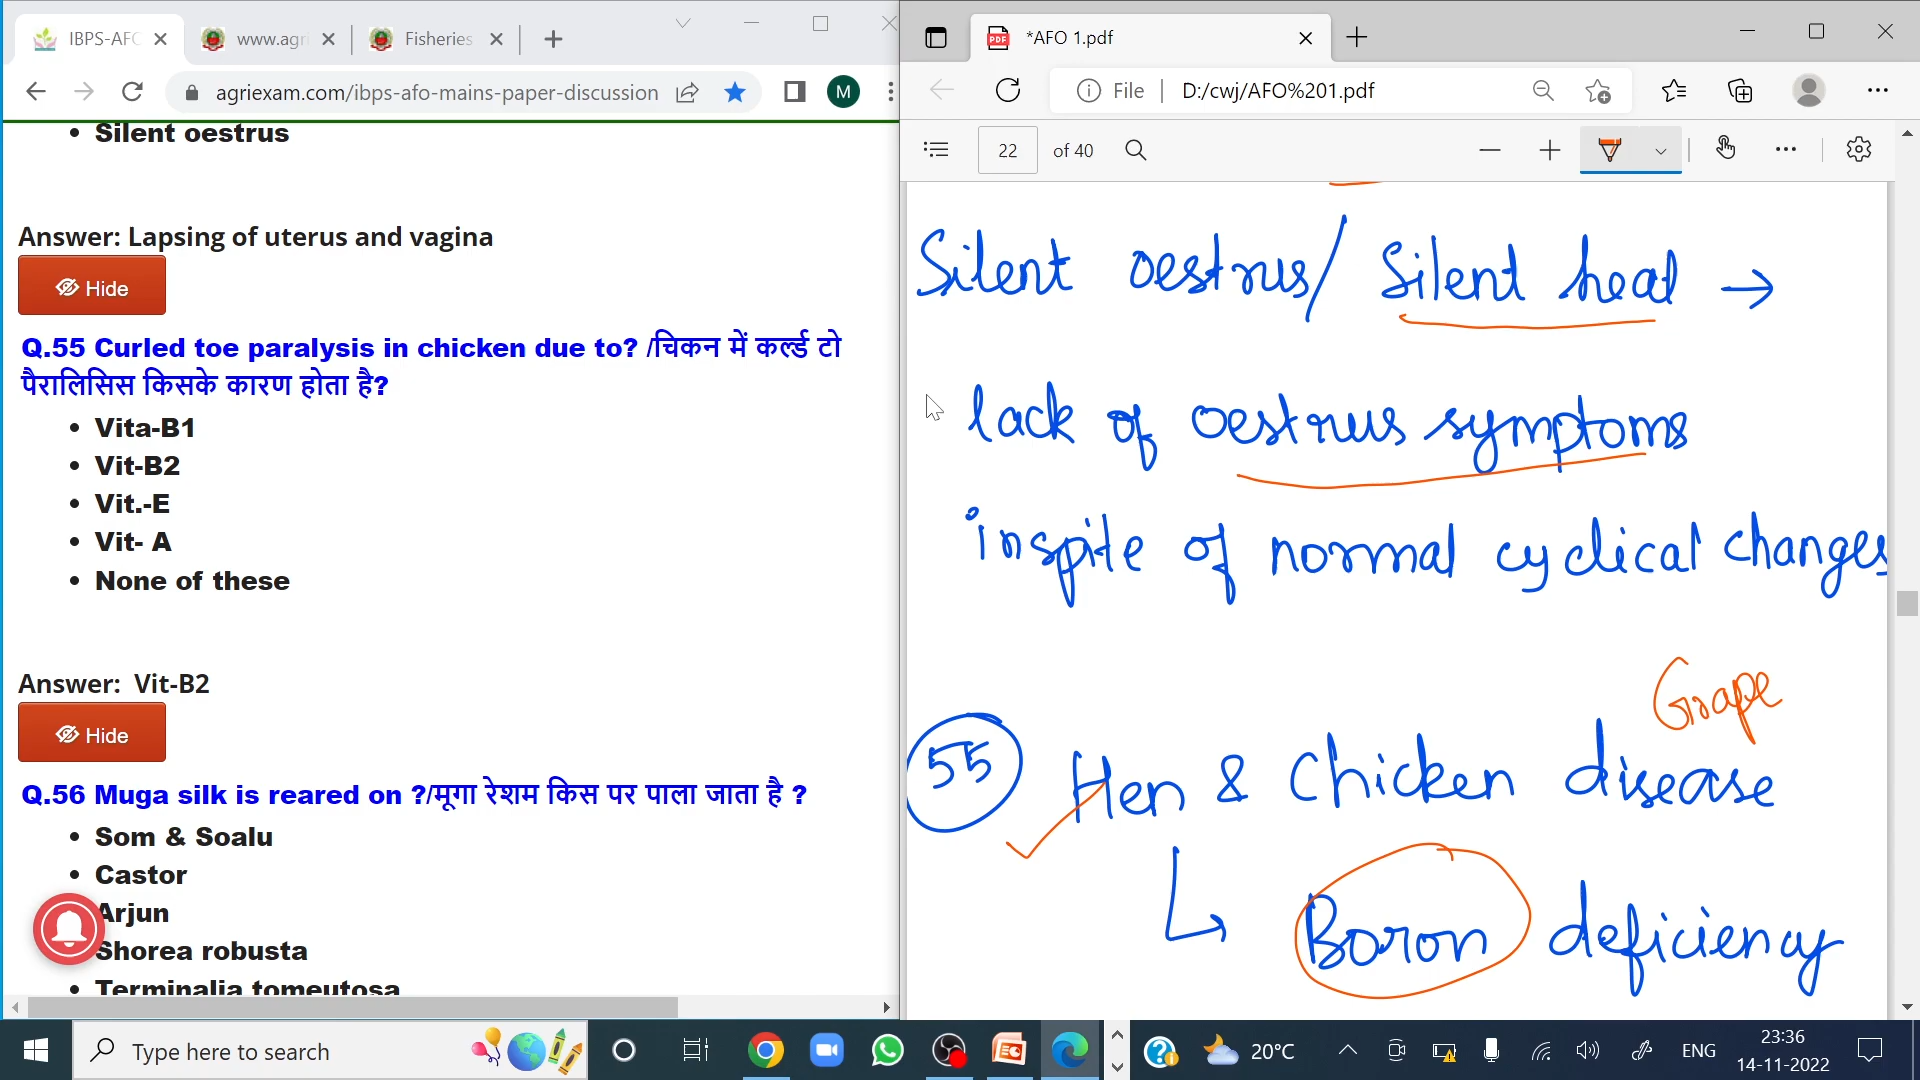 IBPS-AFC
www.agri
Fisheries
agriexam.com/ibps-afo-mains-paper-discussion
M
Silent oestrus
Answer: Lapsing of uterus and vagina
Hide
Q.55 Curled toe paralysis in chicken due to? /चिकन में कर्ल्ड टो
पैरालिसिस किसके कारण होता है?
Vita-B1
Vit-B2
Vit.-E
Vit- A
None of these
Answer: Vit-B2
Hide
Q.56 Muga silk is reared on ?/मूगा रेशम किस पर पाला जाता है ?
Som & Soalu
Castor
Arjun
Shorea robusta
Terminalia tomeutosa
*AFO 1.pdf
File D:/cwj/AFO%201.pdf
22 of 40
Silent oestrus/ Silent heat →
lack of oestrus symptoms
inspite of normal cyclical changes
Grape
55 Hen & Chicken disease
Boron deficiency
Type here to search
20°C
ENG
23:36
14-11-2022